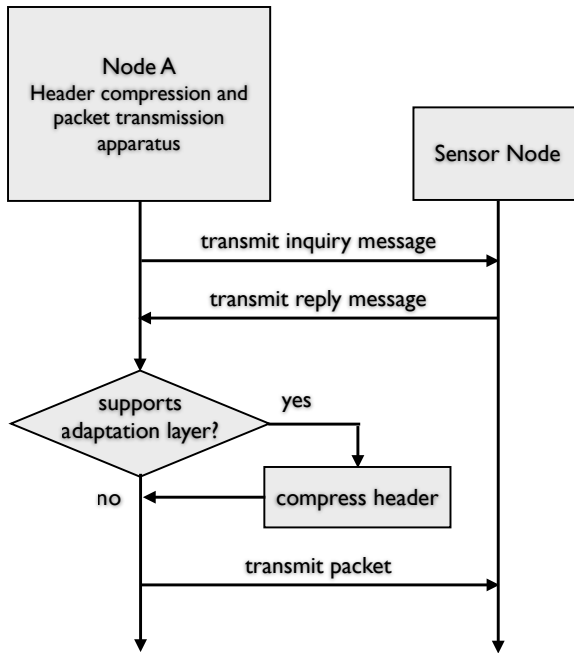 Node A
Header compression and
packet transmission
apparatus
Sensor Node
transmit inquiry message
transmit reply message
supports
adaptation layer?
yes
compress header
no
transmit packet